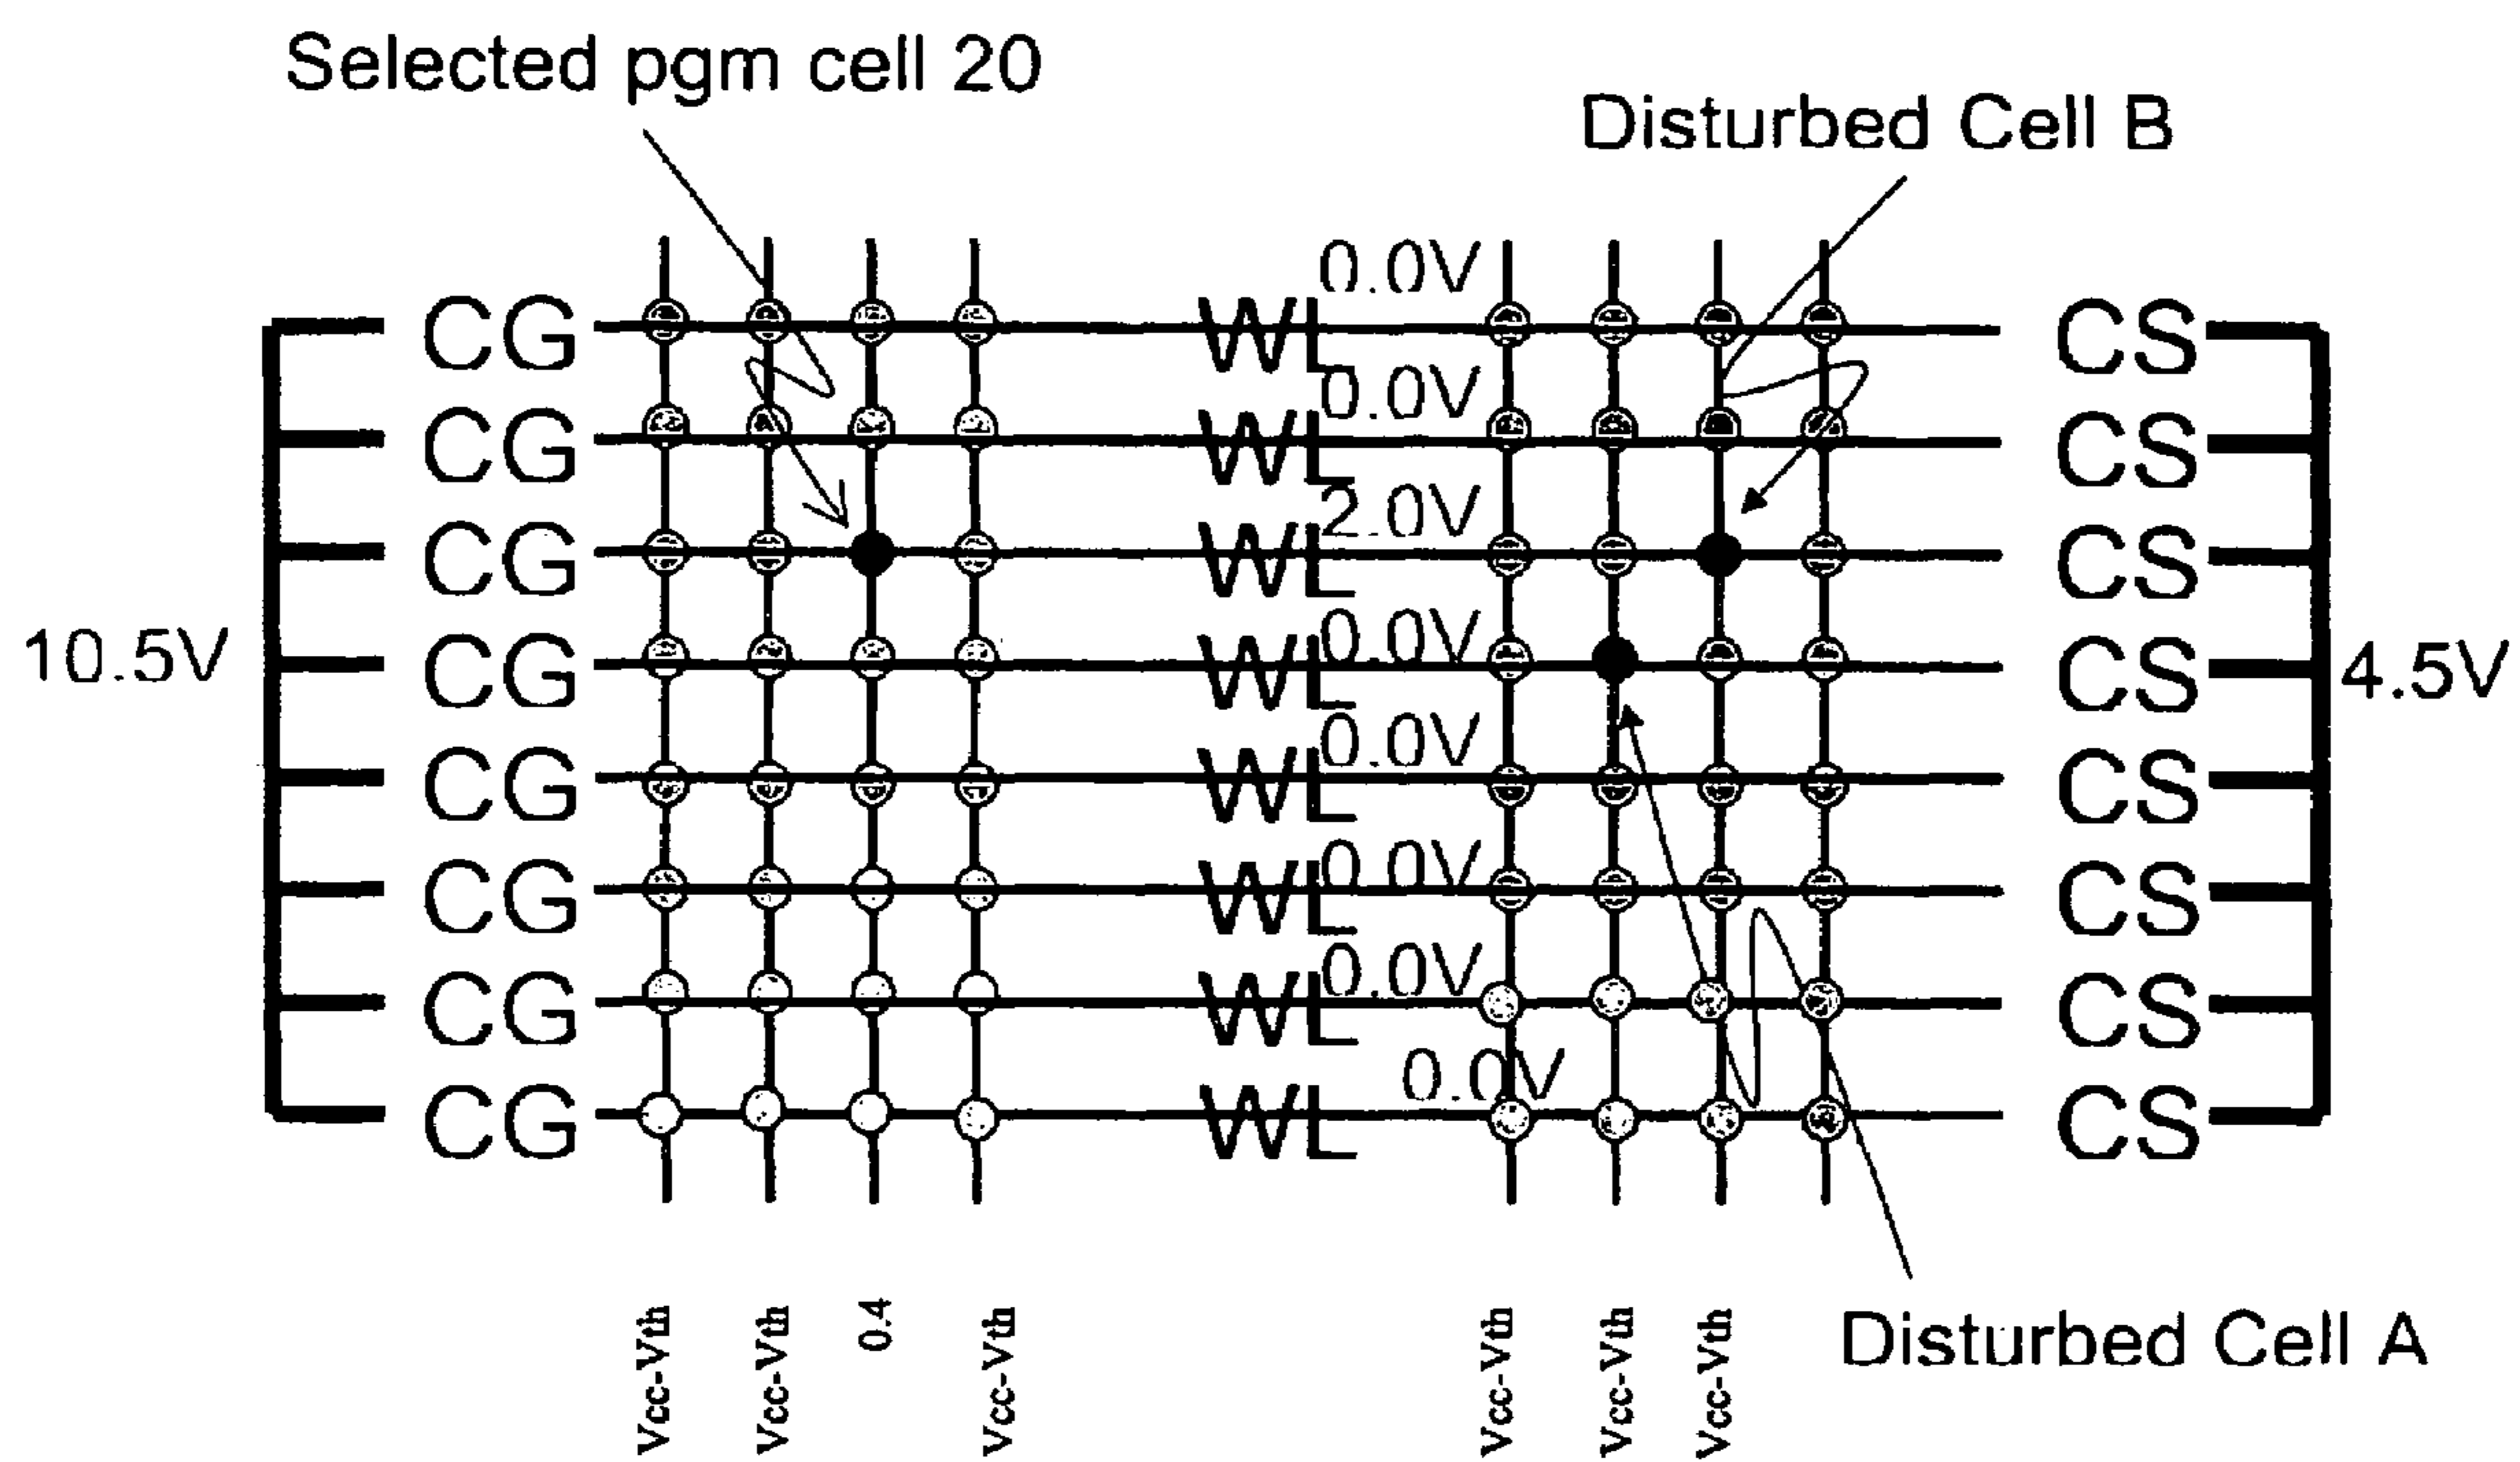 Selected pgm cell 20
Disturbed Cell B
0.0V
CG WL CS
0.0V
CG WL CS
2.0V
CG WL CS
10.5V
0.0V
CG WL CS
4.5V
0.0V
CG WL CS
0.0V
CG WL CS
0.0V
CG WL CS
0.0V
CG WL CS
Vcc-Vth
Vcc-Vth
0.4
Vcc-Vth
Vcc-Vth
Vcc-Vth
Vcc-Vth
Disturbed Cell A